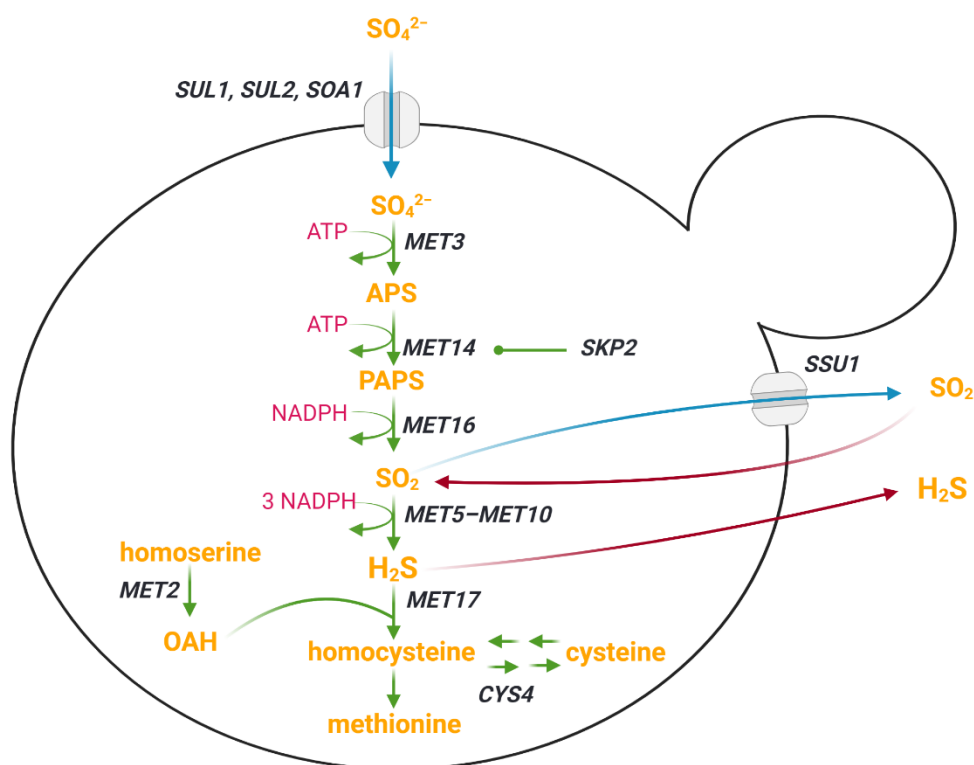 SO₄²⁻
SUL1, SUL2, SOA1
SO₄²⁻
ATP
MET3
APS
ATP
MET14
SKP2
PAPS
SSU1
NADPH
MET16
SO₂
SO₂
3 NADPH
MET5–MET10
H₂S
homoserine
H₂S
MET2
MET17
OAH
homocysteine
cysteine
CYS4
methionine